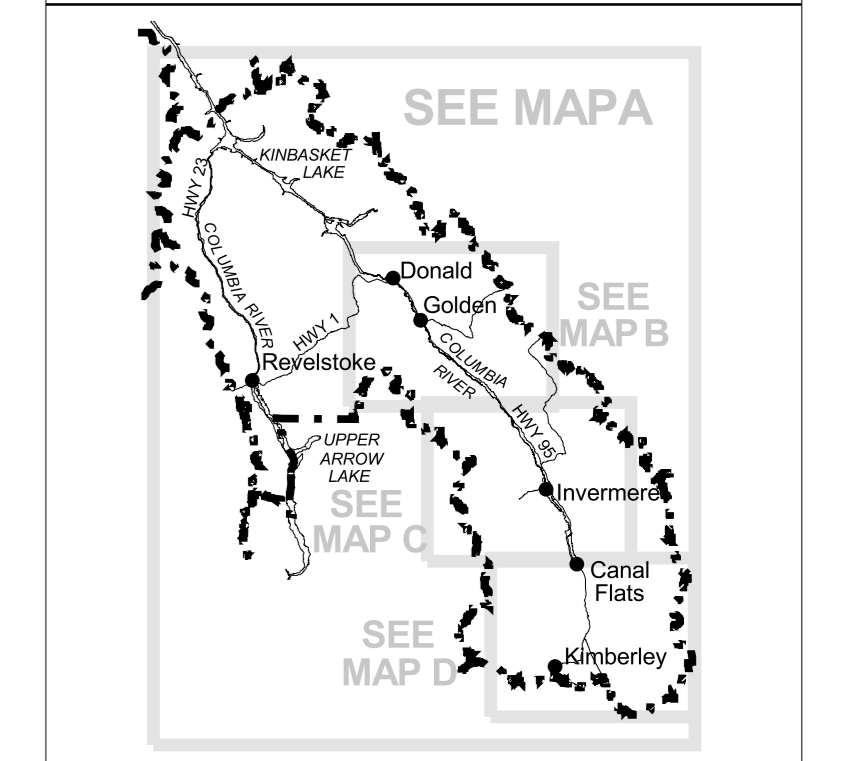 SEE MAPA
KINBASKET
LAKE
HWY 23
COLUMBIA RIVER
Donald
SEE
MAP B
Golden
HWY 1
COLUMBIA
RIVER
Revelstoke
HWY 95
UPPER
ARROW
LAKE
SEE
MAP C
Invermere
Canal
Flats
SEE
MAP D
Kimberley